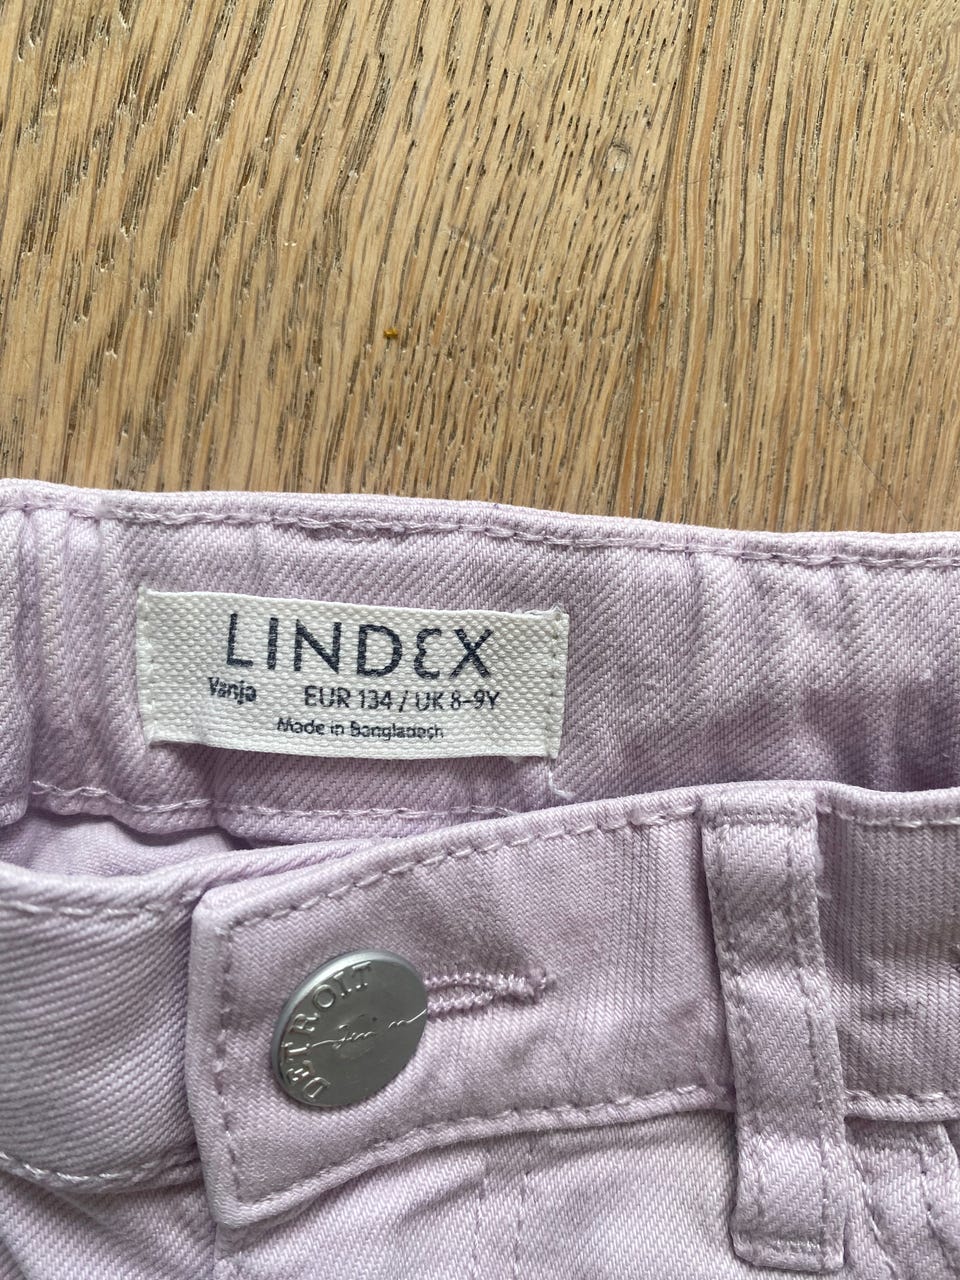 LINDEX
Vanja EUR 134 / UK 8-9Y
Made in Bangladesh
DETROIT